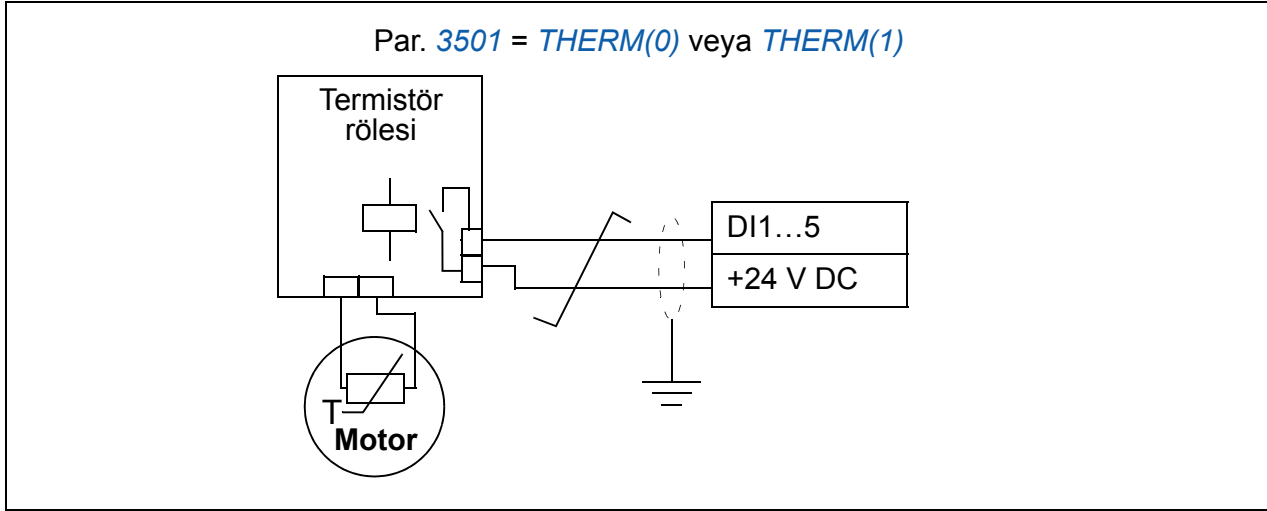 Par. 3501 = THERM(0) veya THERM(1)
Termistör
rölesi
DI1…5
+24 V DC
T
Motor